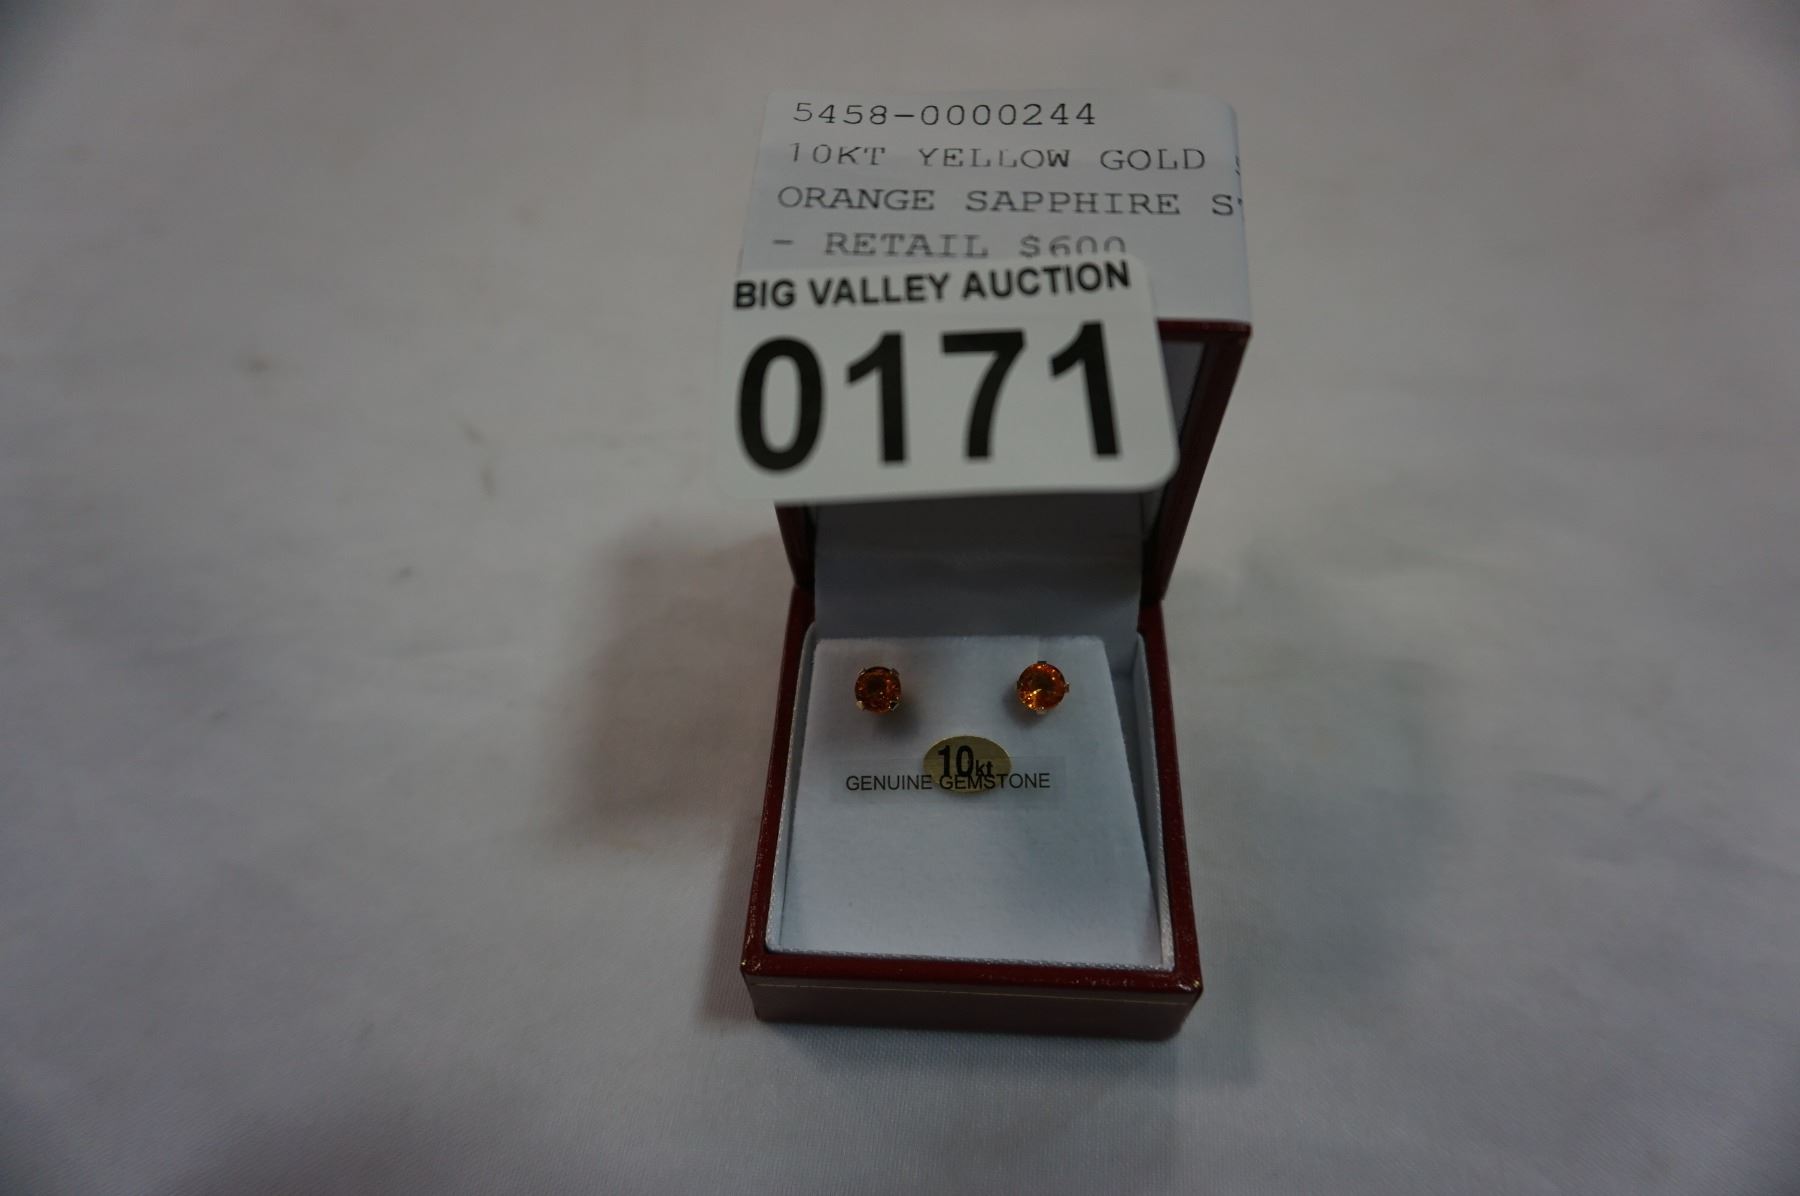 5458-0000244
10KT YELLOW GOLD
ORANGE SAPPHIRE
- RETAIL $600
BIG VALLEY AUCTION
0171
10kt
GENUINE GEMSTONE